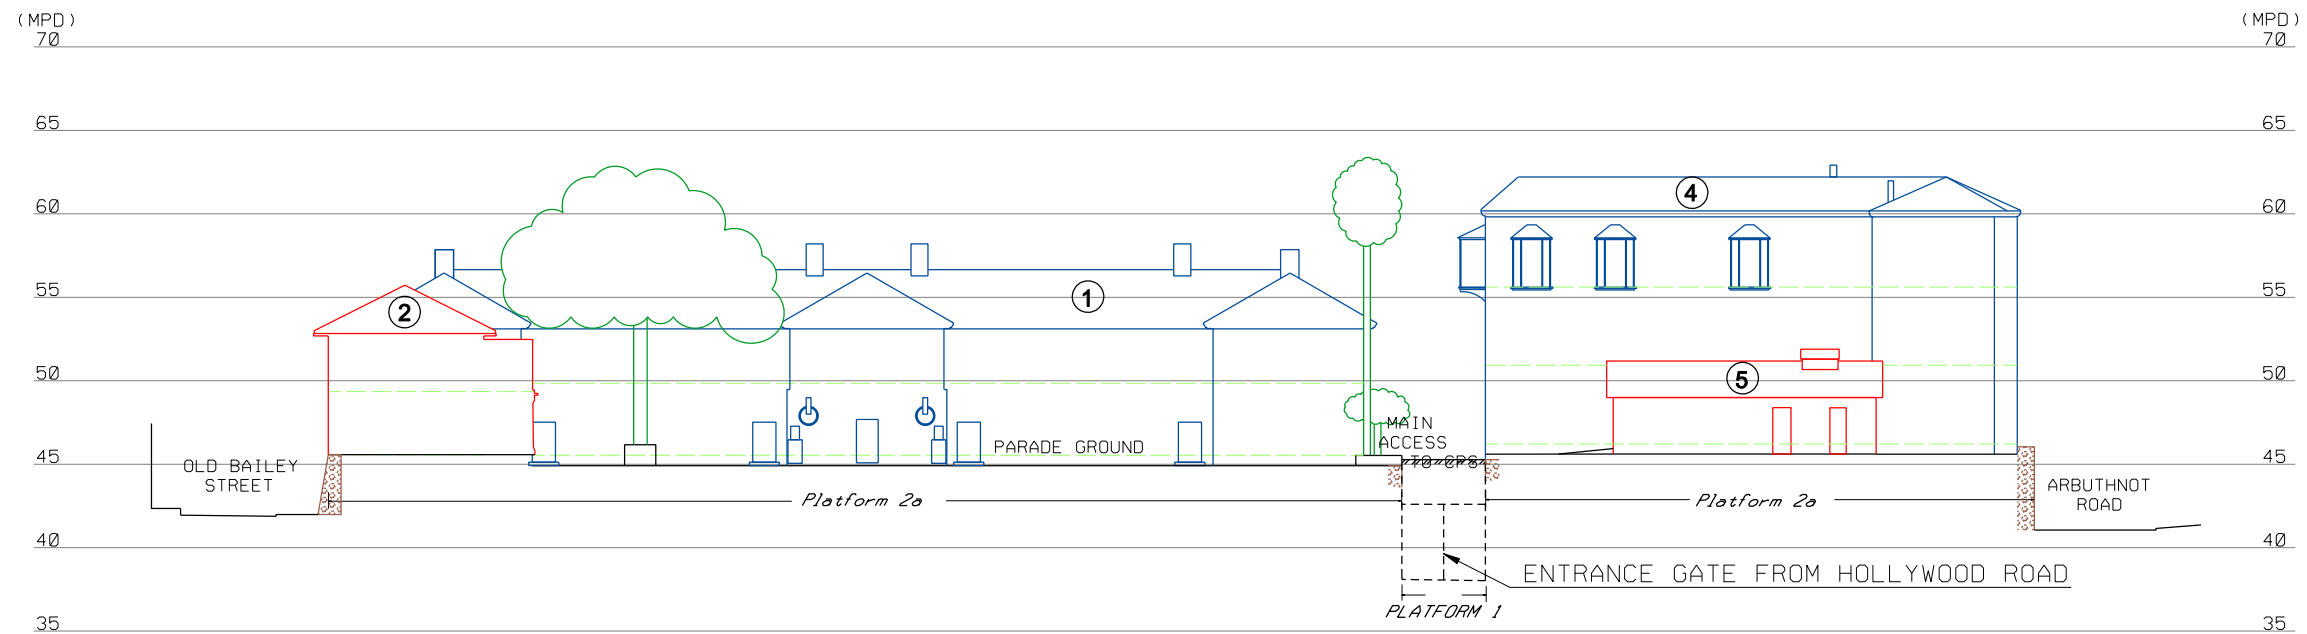 (MPD)
(MPD)
70
70
65
65
60
60
55
55
50
50
45
45
40
40
35
35
4
2
1
5
OLD BAILEY
STREET
PARADE GROUND
MAIN
ACCESS
TO CPS
Platform 2a
Platform 2a
ARBUTHNOT
ROAD
ENTRANCE GATE FROM HOLLYWOOD ROAD
PLATFORM 1